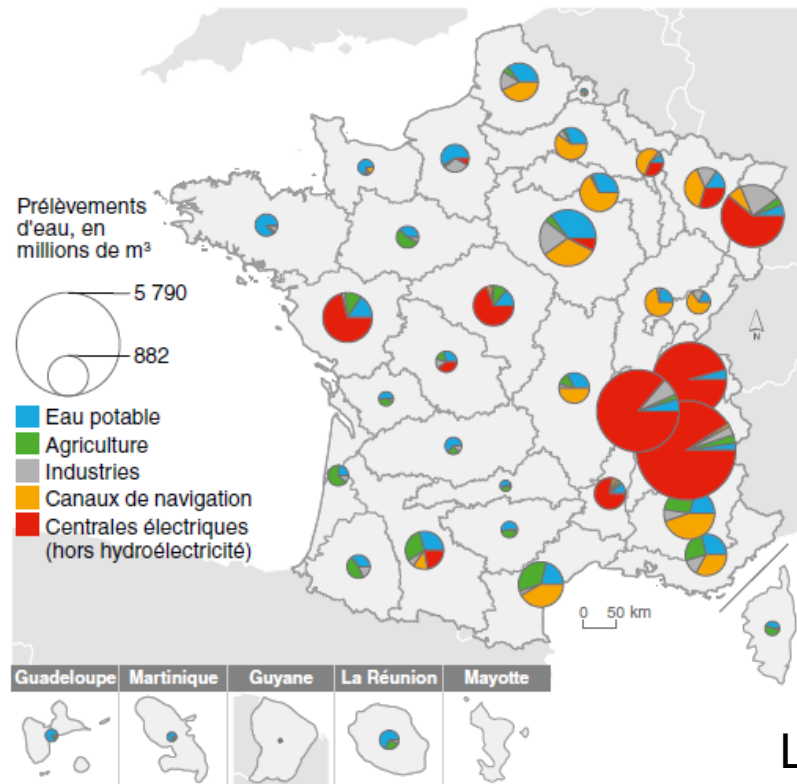 Prélèvements
d'eau, en
millions de m³
5 790
882
Eau potable
Agriculture
Industries
Canaux de navigation
Centrales électriques
(hors hydroélectricité)
N
0 50 km
Guadeloupe Martinique Guyane La Réunion Mayotte
L